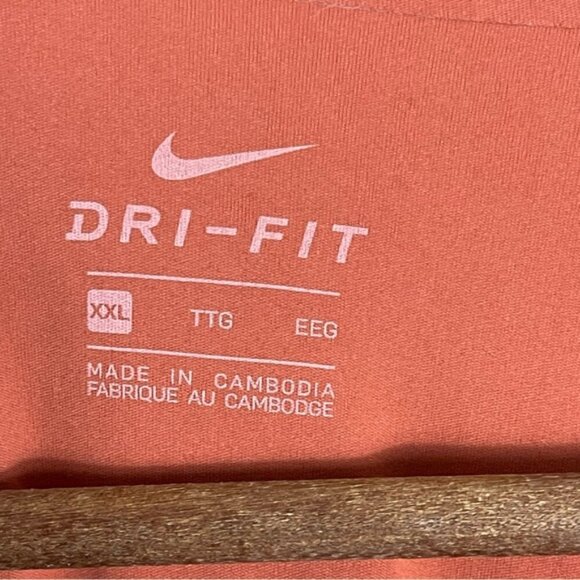 DRI-FIT
XXL TTG EEG
MADE IN CAMBODIA
FABRIQUE AU CAMBODGE